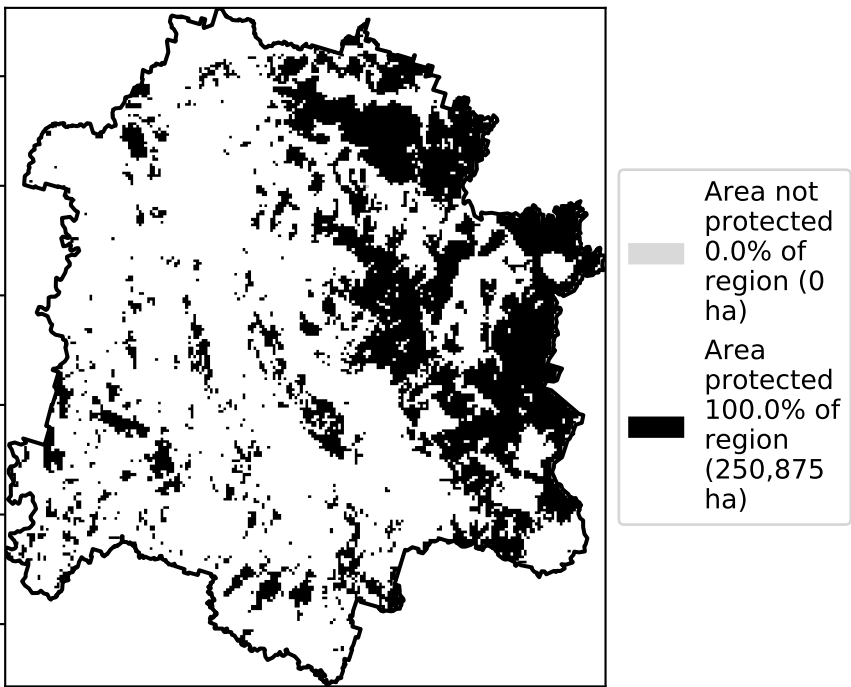 Area not
protected
0.0% of
region (0
ha)
Area
protected
100.0% of
region
(250,875
ha)